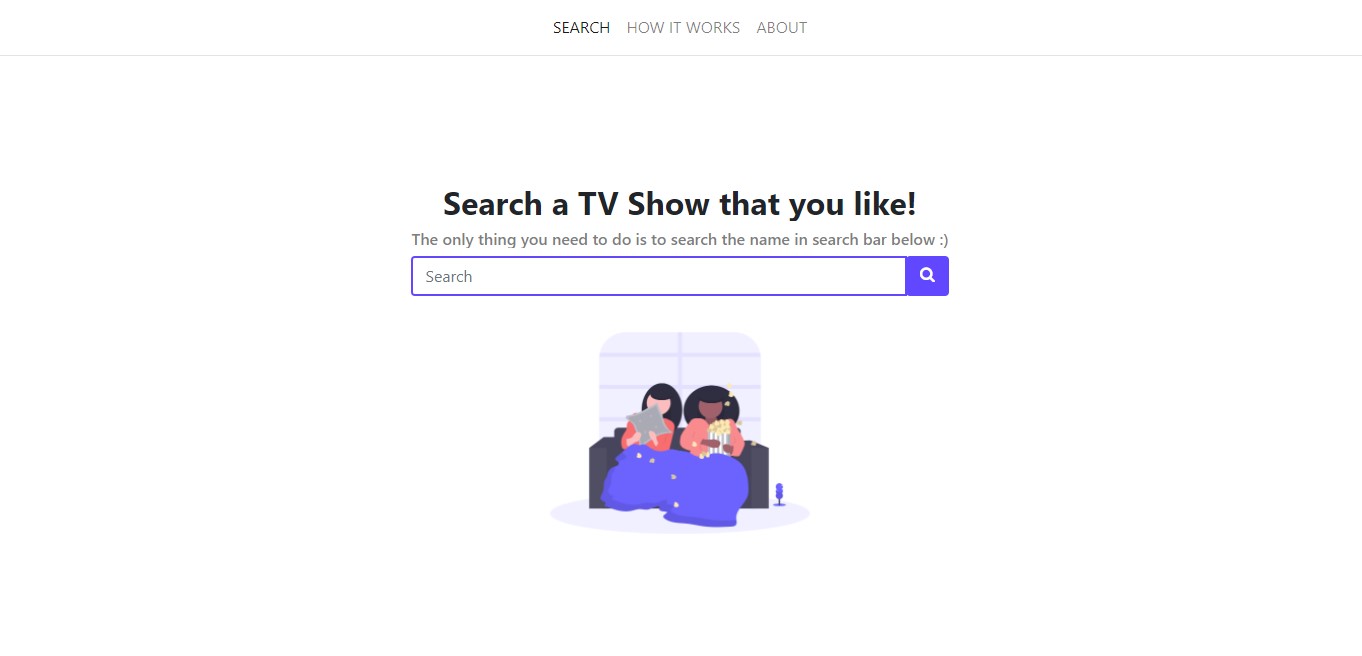 SEARCH HOW IT WORKS ABOUT
Search a TV Show that you like!
The only thing you need to do is to search the name in search bar below :)
Search